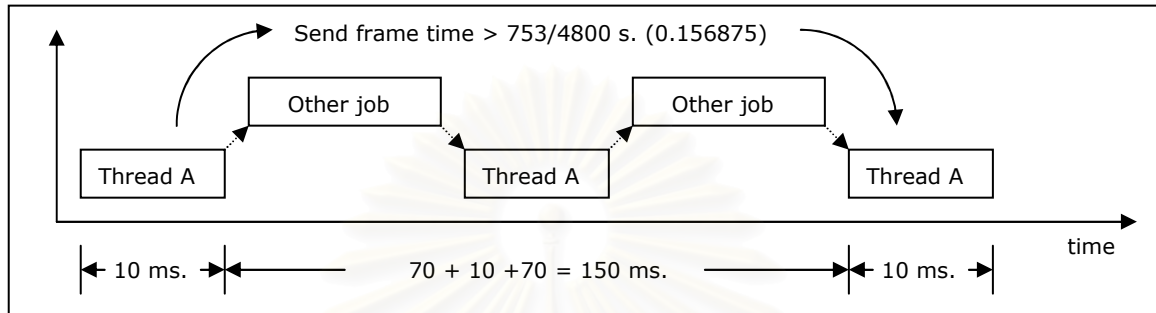 Send frame time > 753/4800 s. (0.156875)
Other job
Other job
Thread A
Thread A
Thread A
time
10 ms.
70 + 10 +70 = 150 ms.
10 ms.